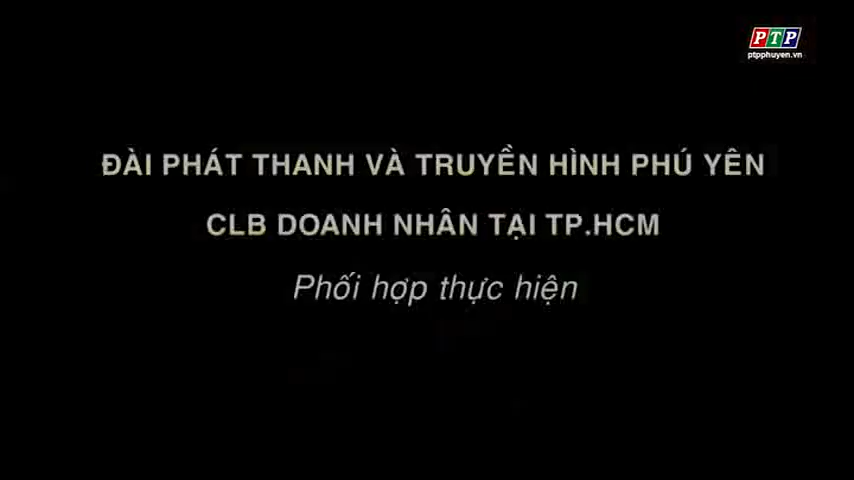 PTP
ptpphuyen.vn
ĐÀI PHÁT THANH VÀ TRUYỀN HÌNH PHÚ YÊN
CLB DOANH NHÂN TẠI TP.HCM
Phối hợp thực hiện